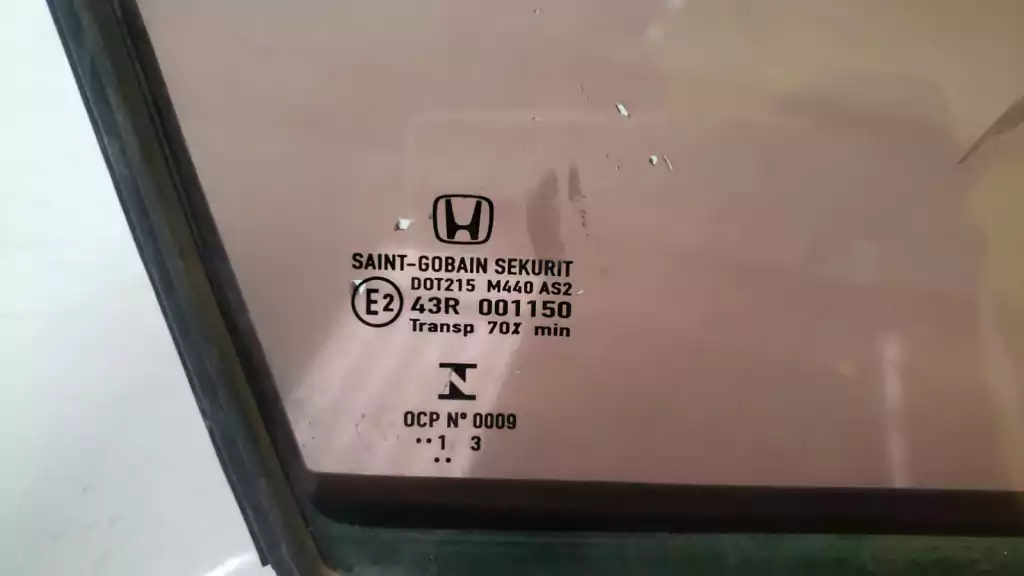 SAINT-GOBAIN SEKURIT
DOT215 M440 AS2
E2 43R 001150
Transp 70% min
N
OCP N° 0009
··1 3
··